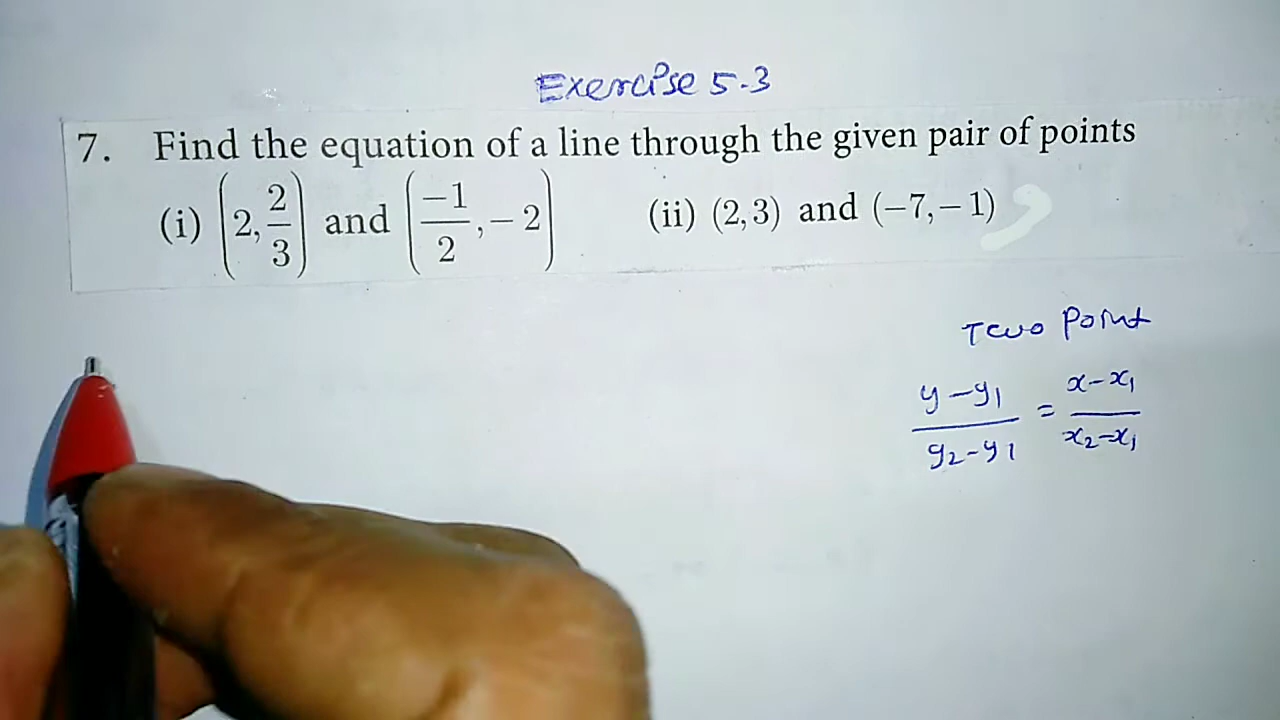 Exercise 5.3
7. Find the equation of a line through the given pair of points
(i) (2, 2/3) and (-1/2, -2) (ii) (2, 3) and (-7, -1)
Two Point
y-y₁/y₂-y₁ = x-x₁/x₂-x₁